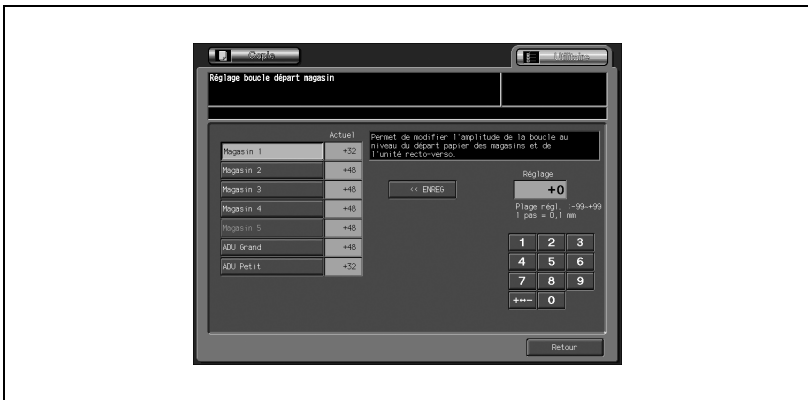 Copie
Utilitaire
Réglage boucle départ magasin
Actuel
Permet de modifier l'amplitude de la boucle au
niveau du départ papier des magasins et de
l'unité recto-verso.
Magasin 1 +32
Magasin 2 +48
Magasin 3 +48
Magasin 4 +48
Magasin 5 +48
ADU Grand +48
ADU Petit +32
<< ENREG
Réglage
+0
Plage régl. :-99~+99
1 pas = 0,1 mm
1 2 3
4 5 6
7 8 9
+↔- 0
Retour